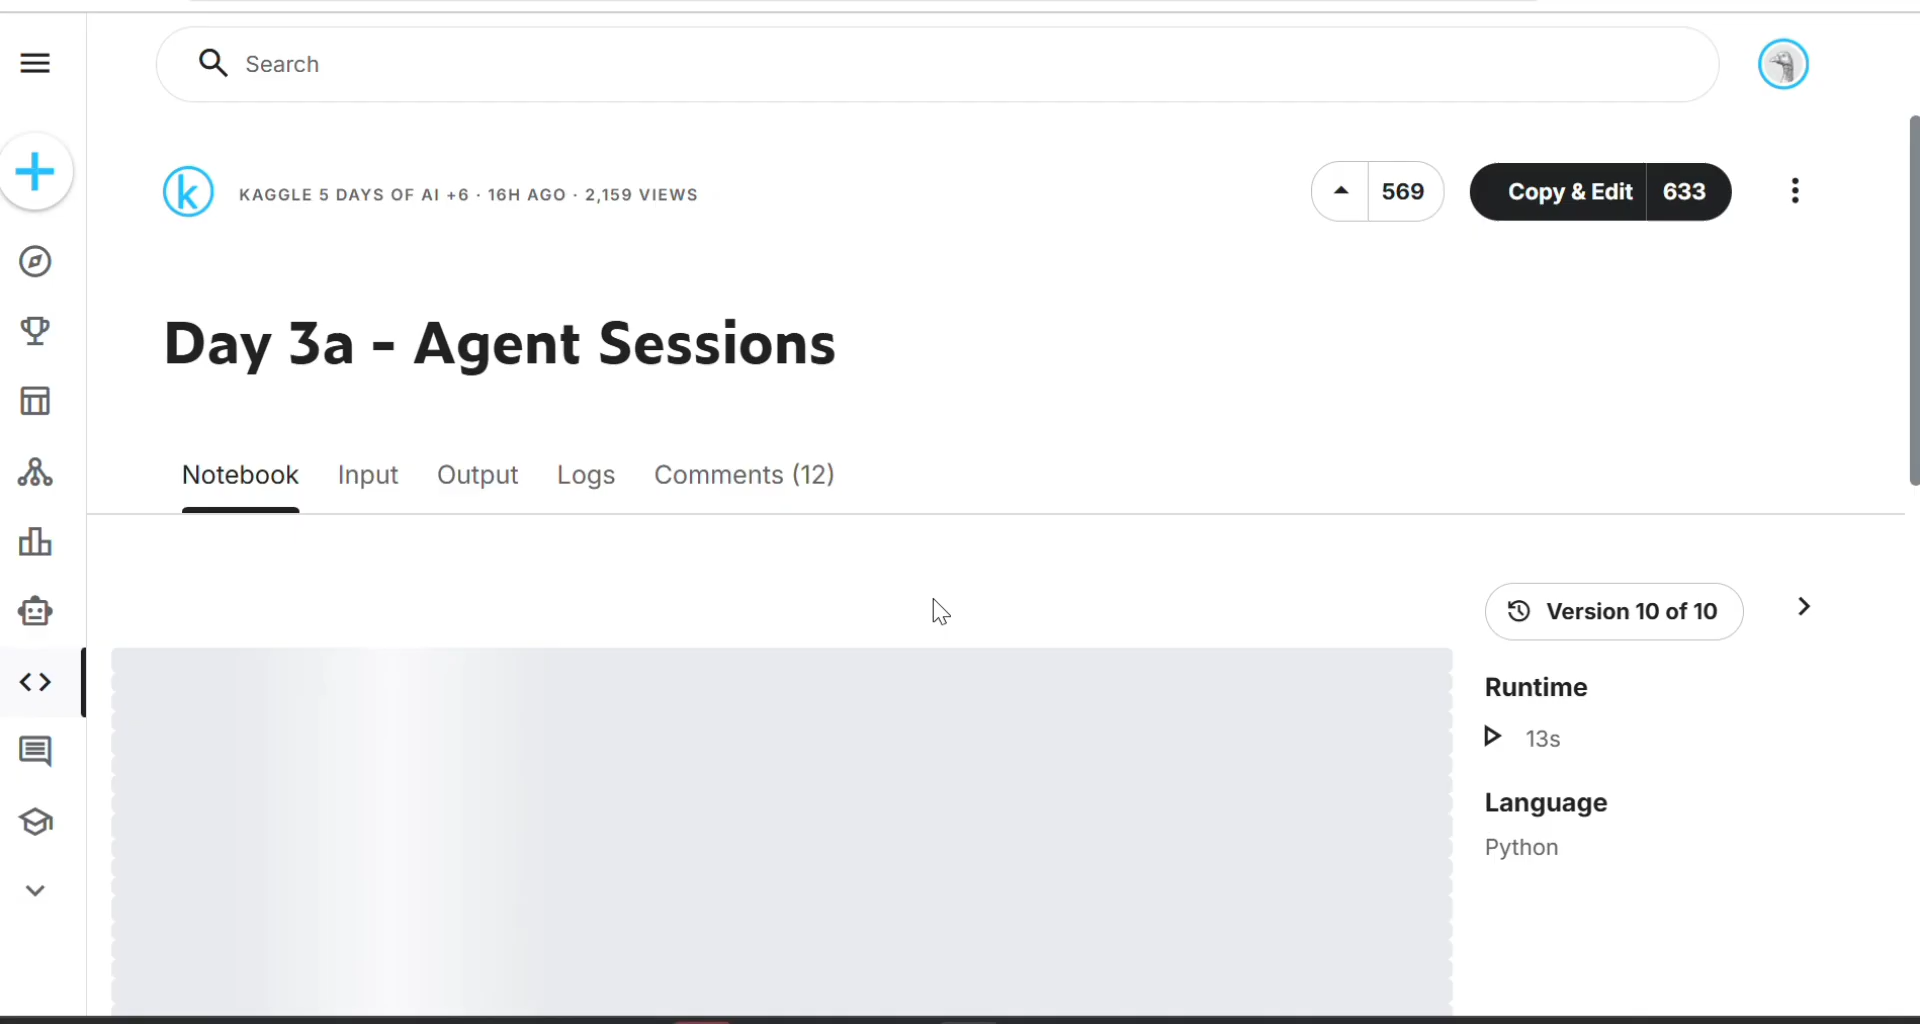 Search
k KAGGLE 5 DAYS OF AI +6 · 16H AGO · 2,159 VIEWS
569
Copy & Edit 633
Day 3a - Agent Sessions
Notebook Input Output Logs Comments (12)
Version 10 of 10
Runtime
13s
Language
Python